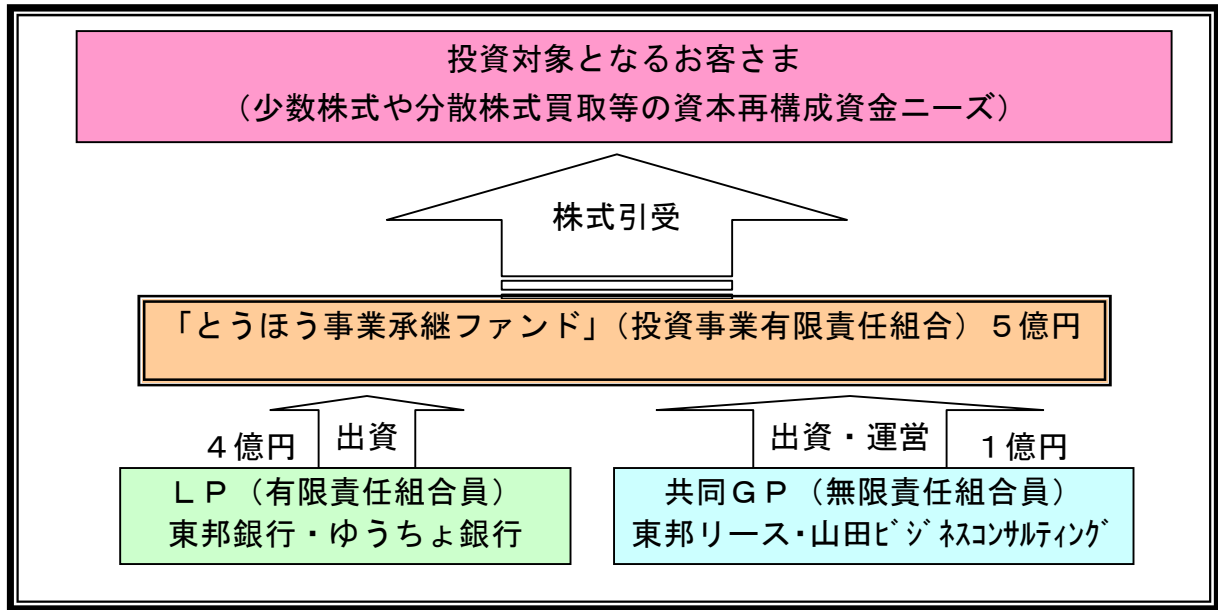 投資対象となるお客さま
（少数株式や分散株式買取等の資本再構成資金ニーズ）
株式引受
「とうほう事業承継ファンド」（投資事業有限責任組合）５億円
４億円
出資
出資・運営
１億円
ＬＰ（有限責任組合員）
東邦銀行・ゆうちょ銀行
共同ＧＰ（無限責任組合員）
東邦リース・山田ﾋﾞｼﾞﾈｽｺﾝｻﾙﾃｨﾝｸﾞ